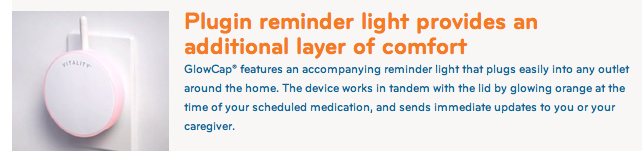 Plugin reminder light provides an
additional layer of comfort
GlowCap® features an accompanying reminder light that plugs easily into any outlet
around the home. The device works in tandem with the lid by glowing orange at the
time of your scheduled medication, and sends immediate updates to you or your
caregiver.
VITALITY